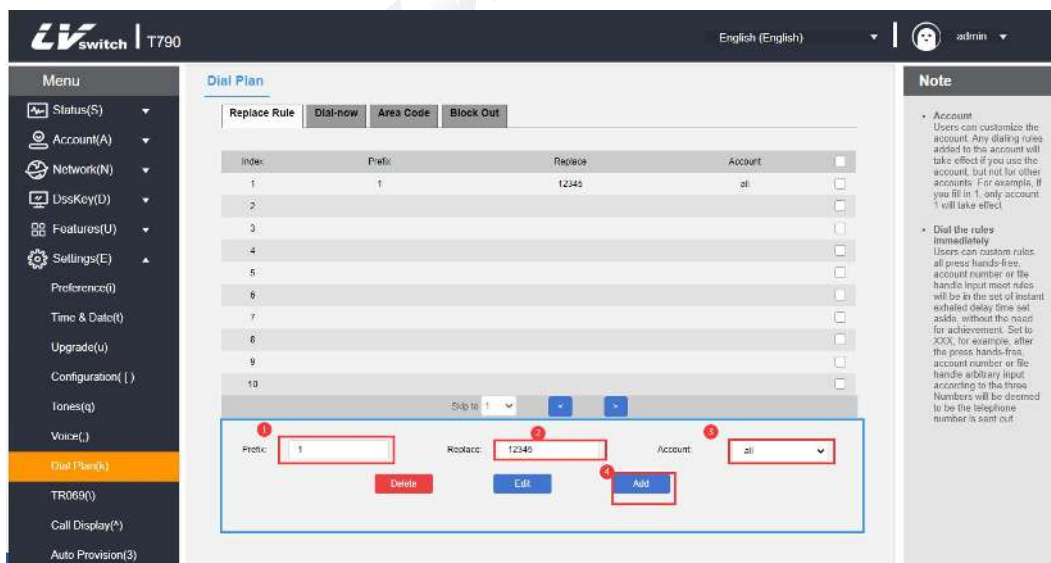 LVswitch | T790
English (English)
admin
Menu
Status(S)
Account(A)
Network(N)
DssKey(D)
Features(U)
Settings(E)
Preference(i)
Time & Date(t)
Upgrade(u)
Configuration( [ )
Tones(q)
Voice(;)
Dial Plan(k)
TR069(\)
Call Display(^)
Auto Provision(3)
Dial Plan
Replace Rule Dial-now Area Code Block Out
Index Prefix Replace Account
1 1 12345 all
2
3
4
5
6
7
8
9
10
Skip to 1 < >
1 2 3
Prefix: 1 Replace: 12345 Account: all
4
Delete Edit Add
Note
• Account
Users can customize the
account. Any dialing rules
added to the account will
take effect if you use the
account, but not for other
accounts. For example, If
you fill in 1, only account
1 will take effect.
• Dial the rules
immediately
Users can custom rules,
all press hands-free,
account number or file
handle Input meet rules
will be in the set of instant
exhaled delay time set
aside, without the need
for achievement. Set to
XXX, for example, after
the press hands-free,
account number or file
handle arbitrary input
according to the three
Numbers will be deemed
to be the telephone
number is sent out